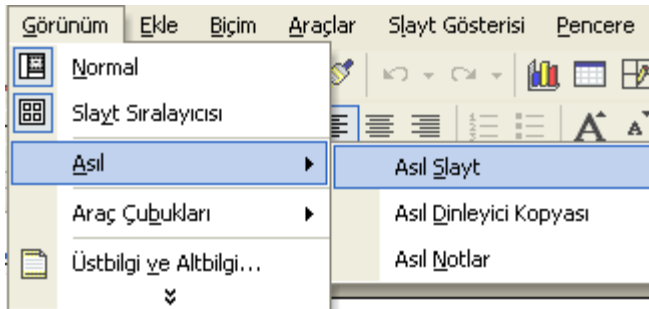 Görünüm Ekle Biçim Araçlar Slayt Gösterisi Pencere
Normal
Slayt Sıralayıcısı
Asıl
Asıl Slayt
Araç Çubukları
Asıl Dinleyici Kopyası
Üstbilgi ve Altbilgi...
Asıl Notlar